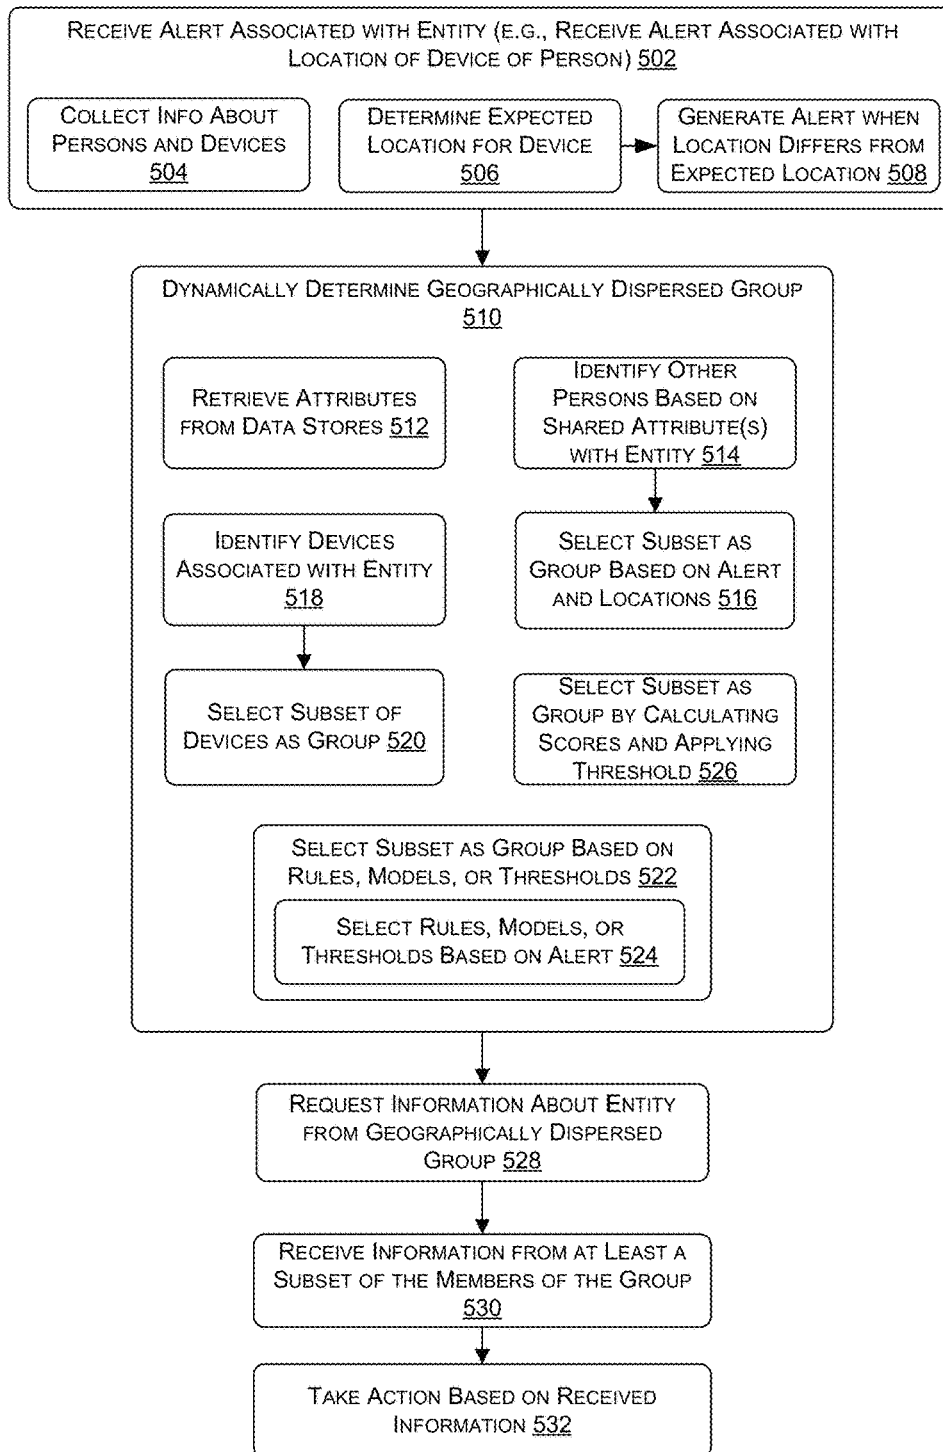 RECEIVE ALERT ASSOCIATED WITH ENTITY (E.G., RECEIVE ALERT ASSOCIATED WITH
LOCATION OF DEVICE OF PERSON) 502
COLLECT INFO ABOUT
PERSONS AND DEVICES
504
DETERMINE EXPECTED
LOCATION FOR DEVICE
506
GENERATE ALERT WHEN
LOCATION DIFFERS FROM
EXPECTED LOCATION 508
DYNAMICALLY DETERMINE GEOGRAPHICALLY DISPERSED GROUP
510
RETRIEVE ATTRIBUTES
FROM DATA STORES 512
IDENTIFY OTHER
PERSONS BASED ON
SHARED ATTRIBUTE(S)
WITH ENTITY 514
IDENTIFY DEVICES
ASSOCIATED WITH ENTITY
518
SELECT SUBSET AS
GROUP BASED ON ALERT
AND LOCATIONS 516
SELECT SUBSET OF
DEVICES AS GROUP 520
SELECT SUBSET AS
GROUP BY CALCULATING
SCORES AND APPLYING
THRESHOLD 526
SELECT SUBSET AS GROUP BASED ON
RULES, MODELS, OR THRESHOLDS 522
SELECT RULES, MODELS, OR
THRESHOLDS BASED ON ALERT 524
REQUEST INFORMATION ABOUT ENTITY
FROM GEOGRAPHICALLY DISPERSED
GROUP 528
RECEIVE INFORMATION FROM AT LEAST A
SUBSET OF THE MEMBERS OF THE GROUP
530
TAKE ACTION BASED ON RECEIVED
INFORMATION 532